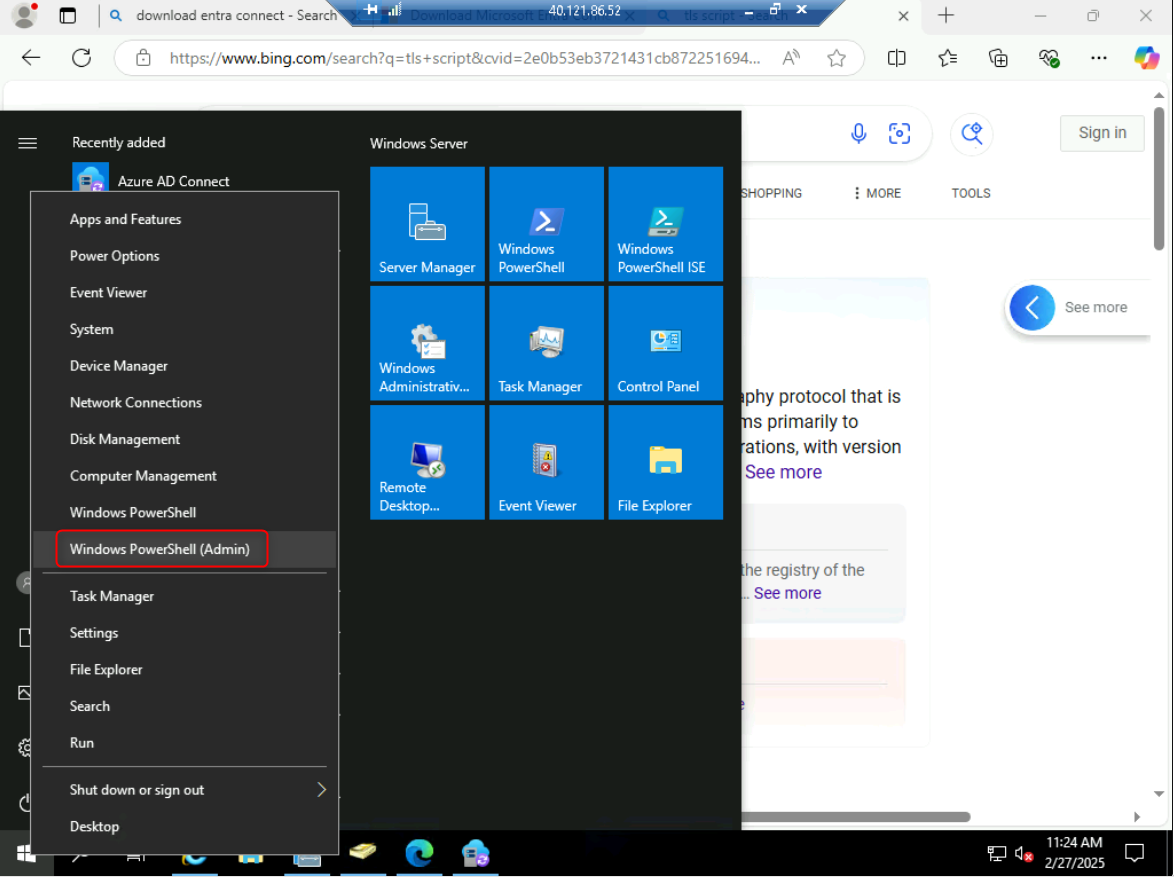 download entra connect - Search
Download Microsoft Entra
40.121.86.52
tls script - Search
https://www.bing.com/search?q=tls+script&cvid=2e0b53eb3721431cb872251694...
Sign in
SHOPPING
MORE
TOOLS
See more
Recently added
Azure AD Connect
Windows Server
Server Manager
Windows
PowerShell
Windows
PowerShell ISE
Windows
Administrativ...
Task Manager
Control Panel
Remote
Desktop...
Event Viewer
File Explorer
Apps and Features
Power Options
Event Viewer
System
Device Manager
Network Connections
Disk Management
Computer Management
Windows PowerShell
Windows PowerShell (Admin)
Task Manager
Settings
File Explorer
Search
Run
Shut down or sign out
Desktop
aphy protocol that is
ms primarily to
rations, with version
See more
the registry of the
... See more
11:24 AM
2/27/2025